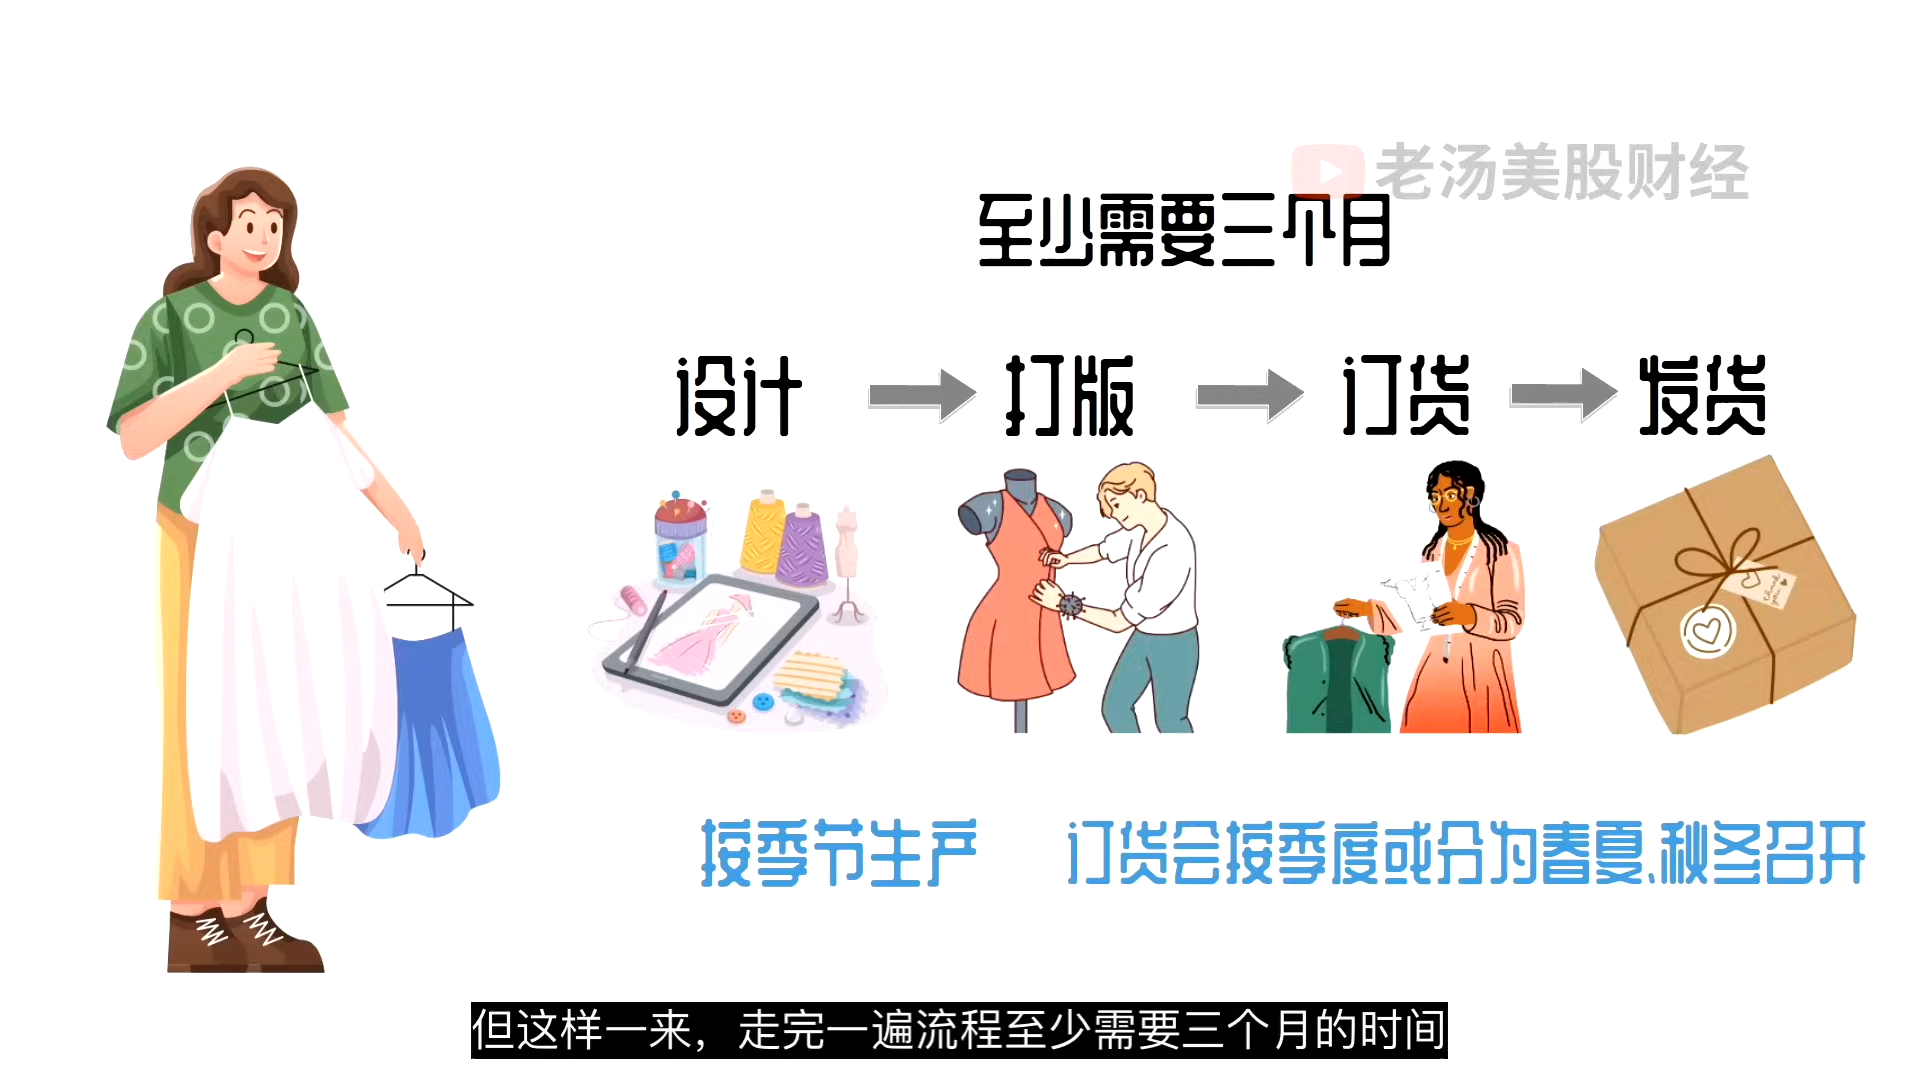 老汤美股财经
至少需要三个月
设计 打版 订货 发货
按季节生产 订货会按季度或分为春夏、秋冬召开
但这样一来，走完一遍流程至少需要三个月的时间